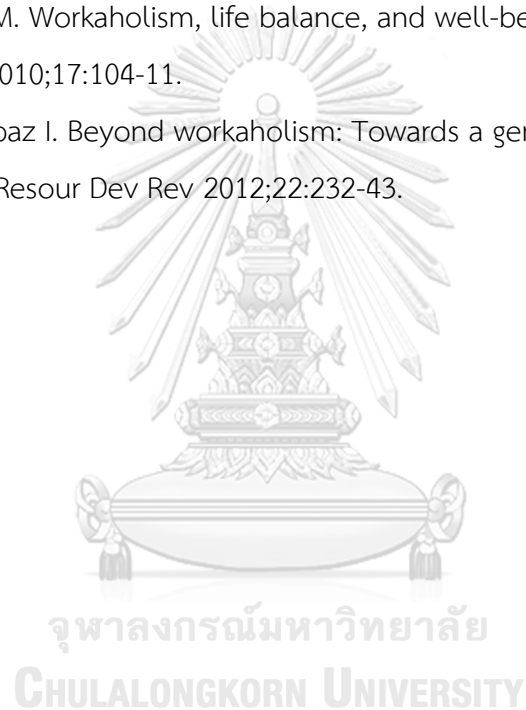 M. Workaholism, life balance, and well-be
010;17:104-11.
paz I. Beyond workaholism: Towards a ger
Resour Dev Rev 2012;22:232-43.
จุฬาลงกรณ์มหาวิทยาลัย
CHULALONGKORN UNIVERSITY